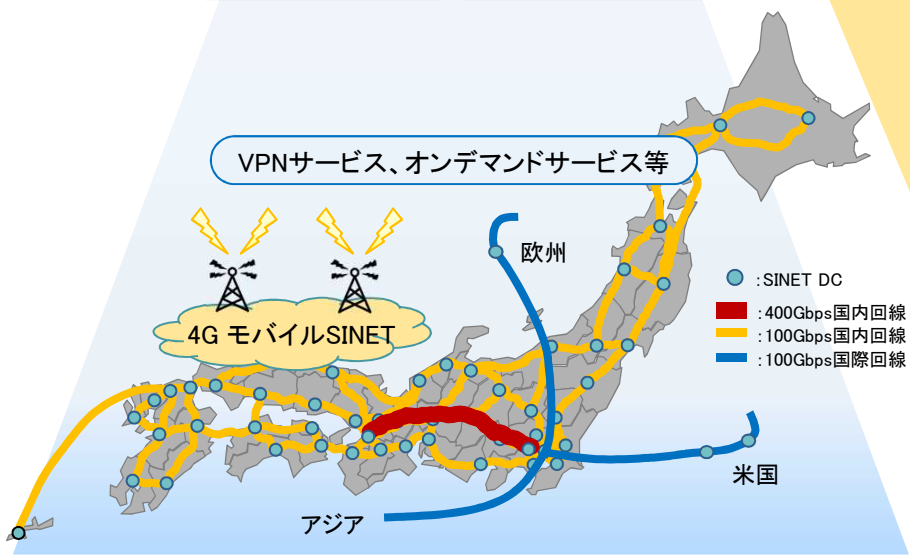 VPNサービス、オンデマンドサービス等
欧州
:SINET DC
:400Gbps国内回線
4G モバイルSINET
:100Gbps国内回線
:100Gbps国際回線
米国
アジア